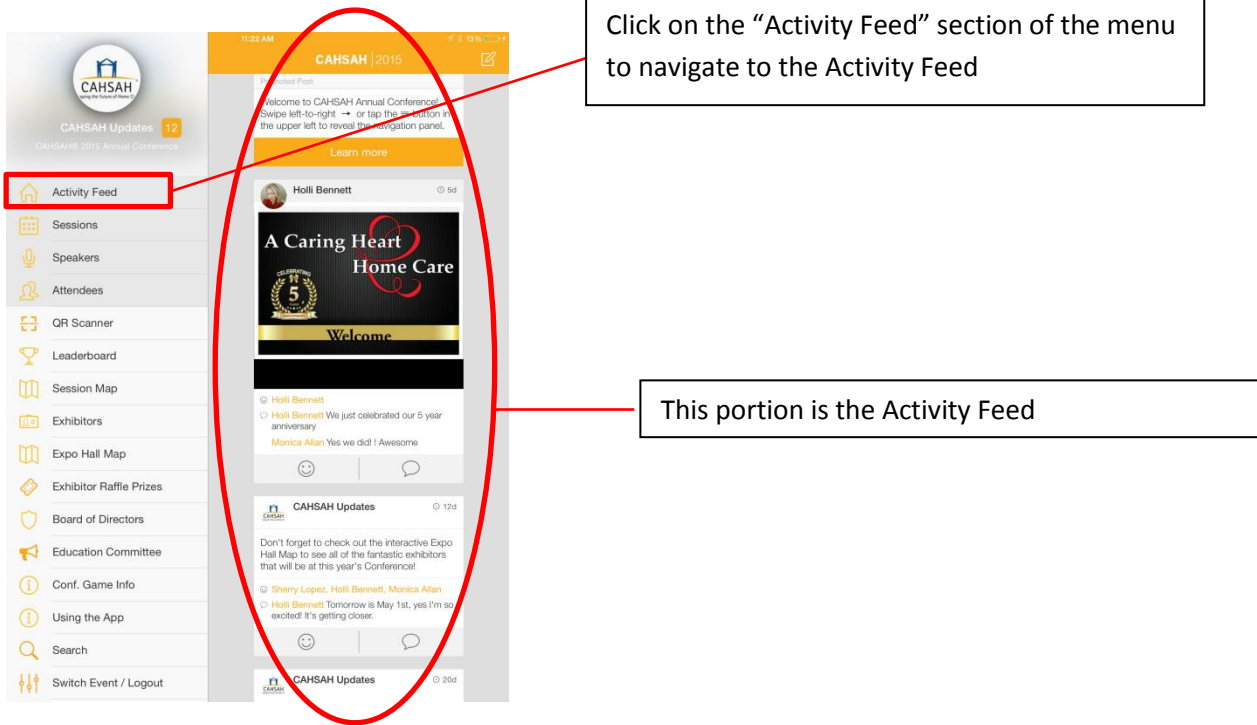 Click on the “Activity Feed” section of the menu
to navigate to the Activity Feed
11:22 AM
13%
CAHSAH
CAHSAH Updates 12
CAHSAH® 2015 Annual Conference
Activity Feed
Sessions
Speakers
Attendees
QR Scanner
Leaderboard
Session Map
Exhibitors
Expo Hall Map
Exhibitor Raffle Prizes
Board of Directors
Education Committee
Conf. Game Info
Using the App
Search
Switch Event / Logout
CAHSAH | 2015
Promoted Post
Welcome to CAHSAH Annual Conference!
Swipe left-to-right → or tap the ≡ button in
the upper left to reveal the navigation panel.
Learn more
Holli Bennett 5d
A Caring Heart
&
Home Care
CELEBRATING
5
Welcome
Holli Bennett
Holli Bennett We just celebrated our 5 year
anniversary
Monica Allan Yes we did! ! Awesome
CAHSAH
CAHSAH Updates 12d
Don't forget to check out the interactive Expo
Hall Map to see all of the fantastic exhibitors
that will be at this year's Conference!
Sherry Lopez, Holli Bennett, Monica Allan
Holli Bennett Tomorrow is May 1st, yes I'm so
excited! It's getting closer.
CAHSAH
CAHSAH Updates 20d
This portion is the Activity Feed